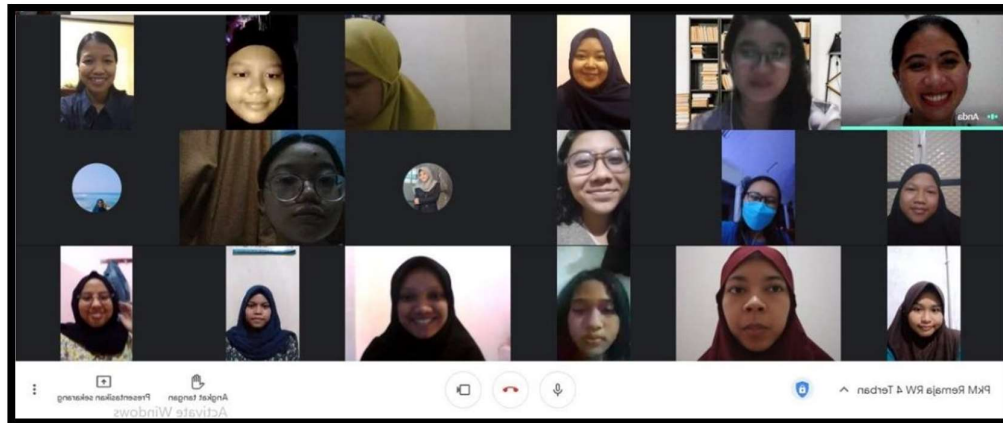 Anda
PKM Remaja RW 4 Terban
Angkat tangan
Presentasikan sekarang
Activate Windows